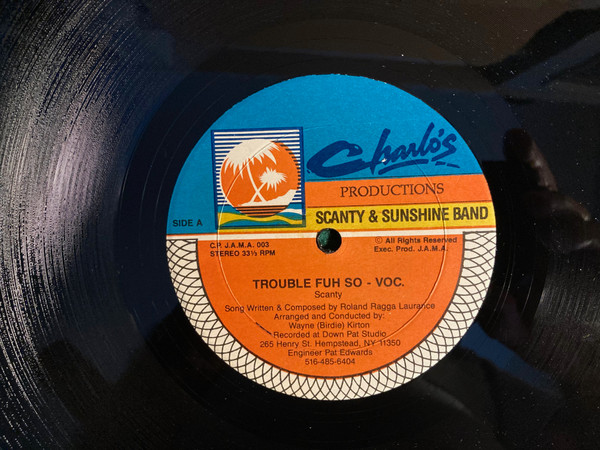 Charlo's
PRODUCTIONS
SIDE A
SCANTY & SUNSHINE BAND
C.P. J.A.M.A. 003
STEREO 33⅓ RPM
© All Rights Reserved
Exec. Prod. J.A.M.A.
TROUBLE FUH SO - VOC.
Scanty
Song Written & Composed by Roland Ragga Laurance
Arranged and Conducted by:
Wayne (Birdie) Kirton
Recorded at Down Pat Studio
265 Henry St. Hempstead, NY 11350
Engineer Pat Edwards
516-485-6404